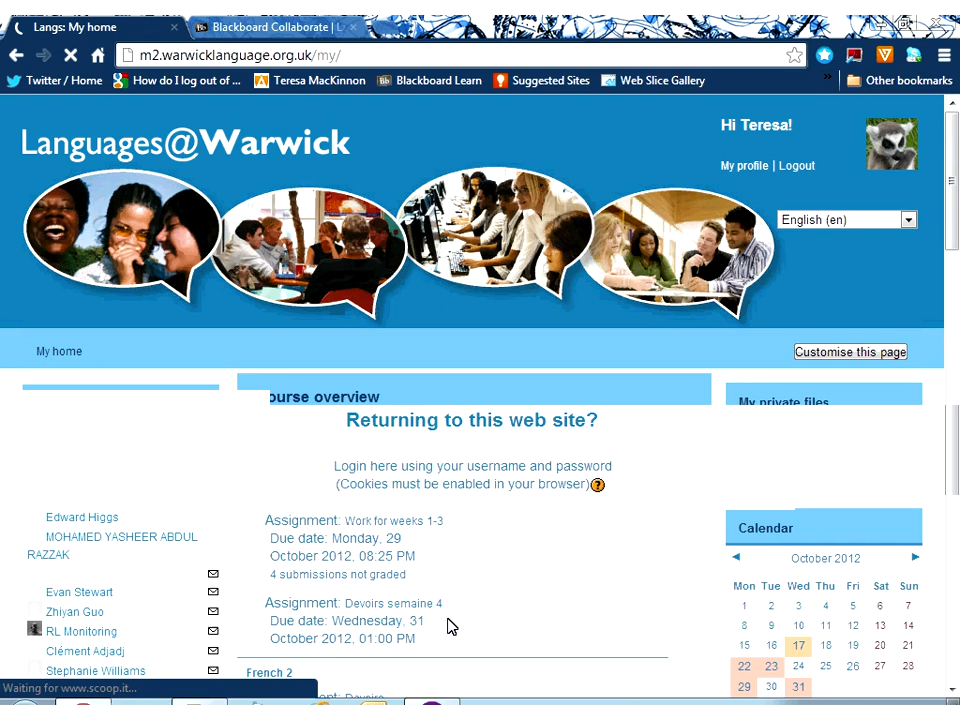 Langs: My home
Blackboard Collaborate | L
m2.warwicklanguage.org.uk/my/
Twitter / Home
How do I log out of ...
Teresa MacKinnon
Blackboard Learn
Suggested Sites
Web Slice Gallery
»
Other bookmarks
Languages@Warwick
Hi Teresa!
My profile | Logout
English (en)
My home
Customise this page
ourse overview
My private files
Returning to this web site?
Login here using your username and password
(Cookies must be enabled in your browser)
Edward Higgs
MOHAMED YASHEER ABDUL
RAZZAK
Evan Stewart
Zhiyan Guo
RL Monitoring
Clément Adjadj
Stephanie Williams
Assignment: Work for weeks 1-3
Due date: Monday, 29
October 2012, 08:25 PM
4 submissions not graded
Assignment: Devoirs semaine 4
Due date: Wednesday, 31
October 2012, 01:00 PM
French 2
Calendar
◄ October 2012 ►
Mon Tue Wed Thu Fri Sat Sun
1 2 3 4 5 6 7
8 9 10 11 12 13 14
15 16 17 18 19 20 21
22 23 24 25 26 27 28
29 30 31
Waiting for www.scoop.it...